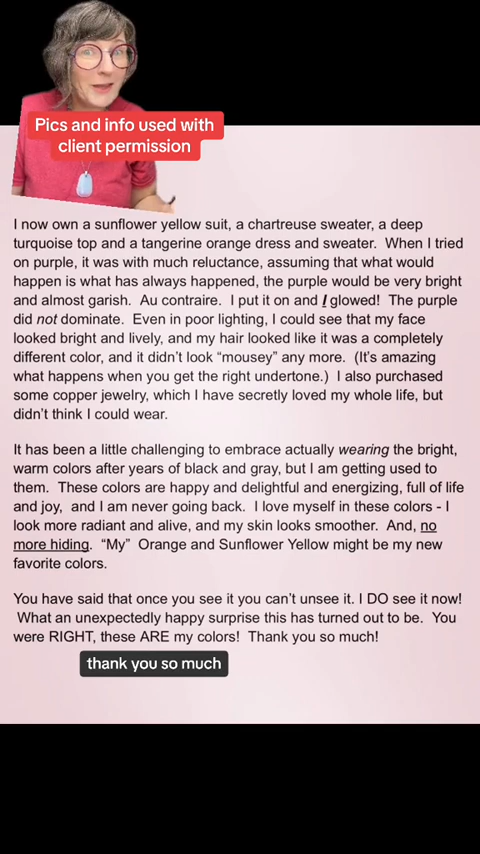 Pics and info used with
client permission
I now own a sunflower yellow suit, a chartreuse sweater, a deep
turquoise top and a tangerine orange dress and sweater.  When I tried
on purple, it was with much reluctance, assuming that what would
happen is what has always happened, the purple would be very bright
and almost garish.  Au contraire.  I put it on and I glowed!  The purple
did not dominate.  Even in poor lighting, I could see that my face
looked bright and lively, and my hair looked like it was a completely
different color, and it didn't look "mousey" any more.  (It's amazing
what happens when you get the right undertone.)  I also purchased
some copper jewelry, which I have secretly loved my whole life, but
didn't think I could wear.
It has been a little challenging to embrace actually wearing the bright,
warm colors after years of black and gray, but I am getting used to
them.  These colors are happy and delightful and energizing, full of life
and joy,  and I am never going back.  I love myself in these colors - I
look more radiant and alive, and my skin looks smoother.  And, no
more hiding.  "My"  Orange and Sunflower Yellow might be my new
favorite colors.
You have said that once you see it you can't unsee it. I DO see it now!
What an unexpectedly happy surprise this has turned out to be.  You
were RIGHT, these ARE my colors!  Thank you so much!
thank you so much